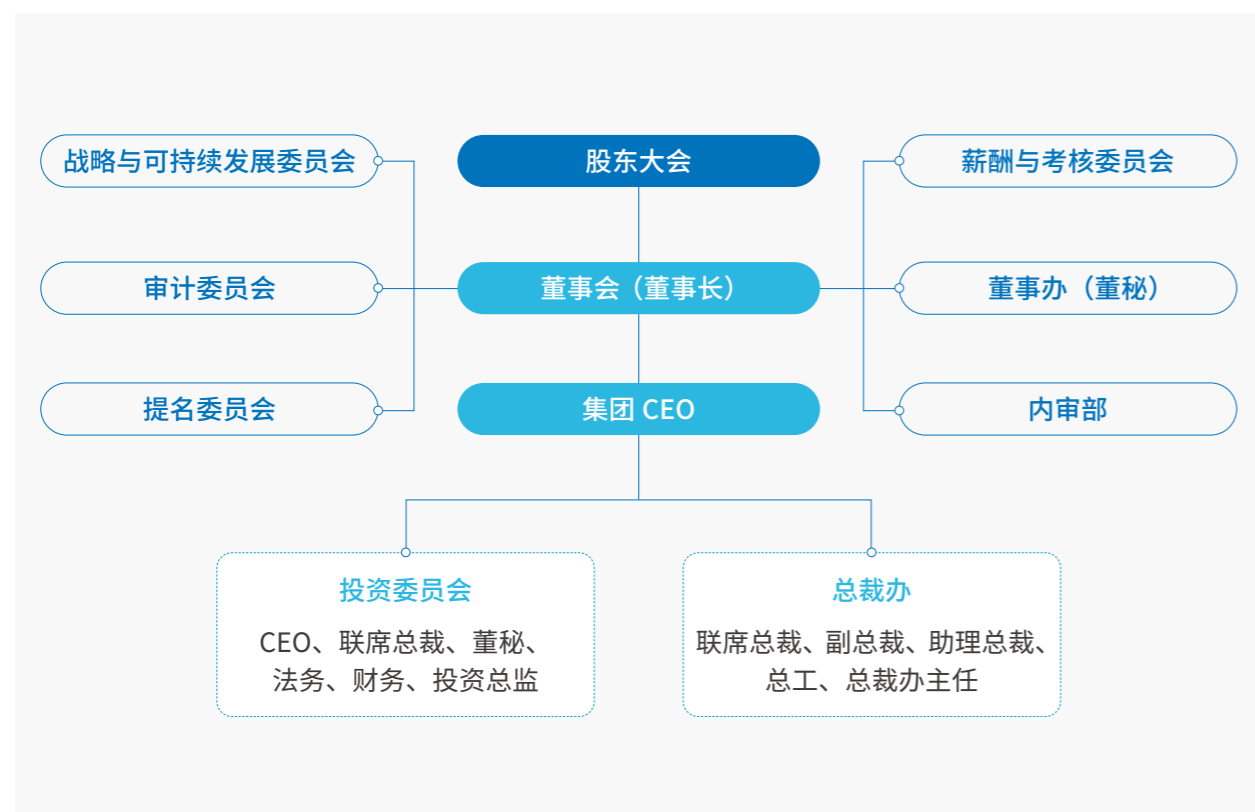 战略与可持续发展委员会
股东大会
薪酬与考核委员会
审计委员会
董事会（董事长）
董事办（董秘）
提名委员会
集团 CEO
内审部
投资委员会
CEO、联席总裁、董秘、
法务、财务、投资总监
总裁办
联席总裁、副总裁、助理总裁、
总工、总裁办主任